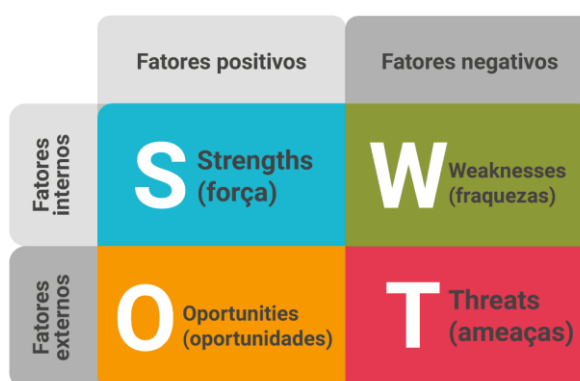 Fatores positivos
Fatores negativos
Fatores
internos
S
Strengths
(força)
W
Weaknesses
(fraquezas)
Fatores
externos
O
Oportunities
(oportunidades)
T
Threats
(ameaças)